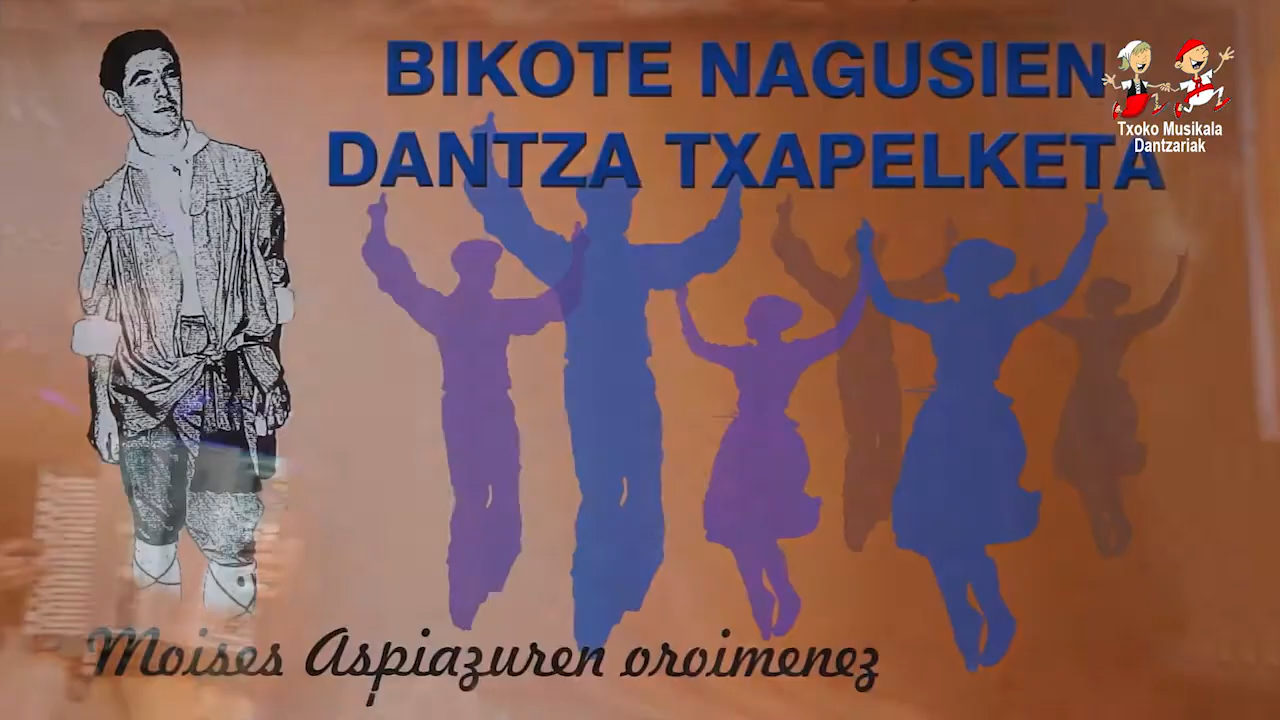 BIKOTE NAGUSIEN
DANTZA TXAPELKETA
Txoko Musikala
Dantzariak
Moises Aspiazuren oroimenez